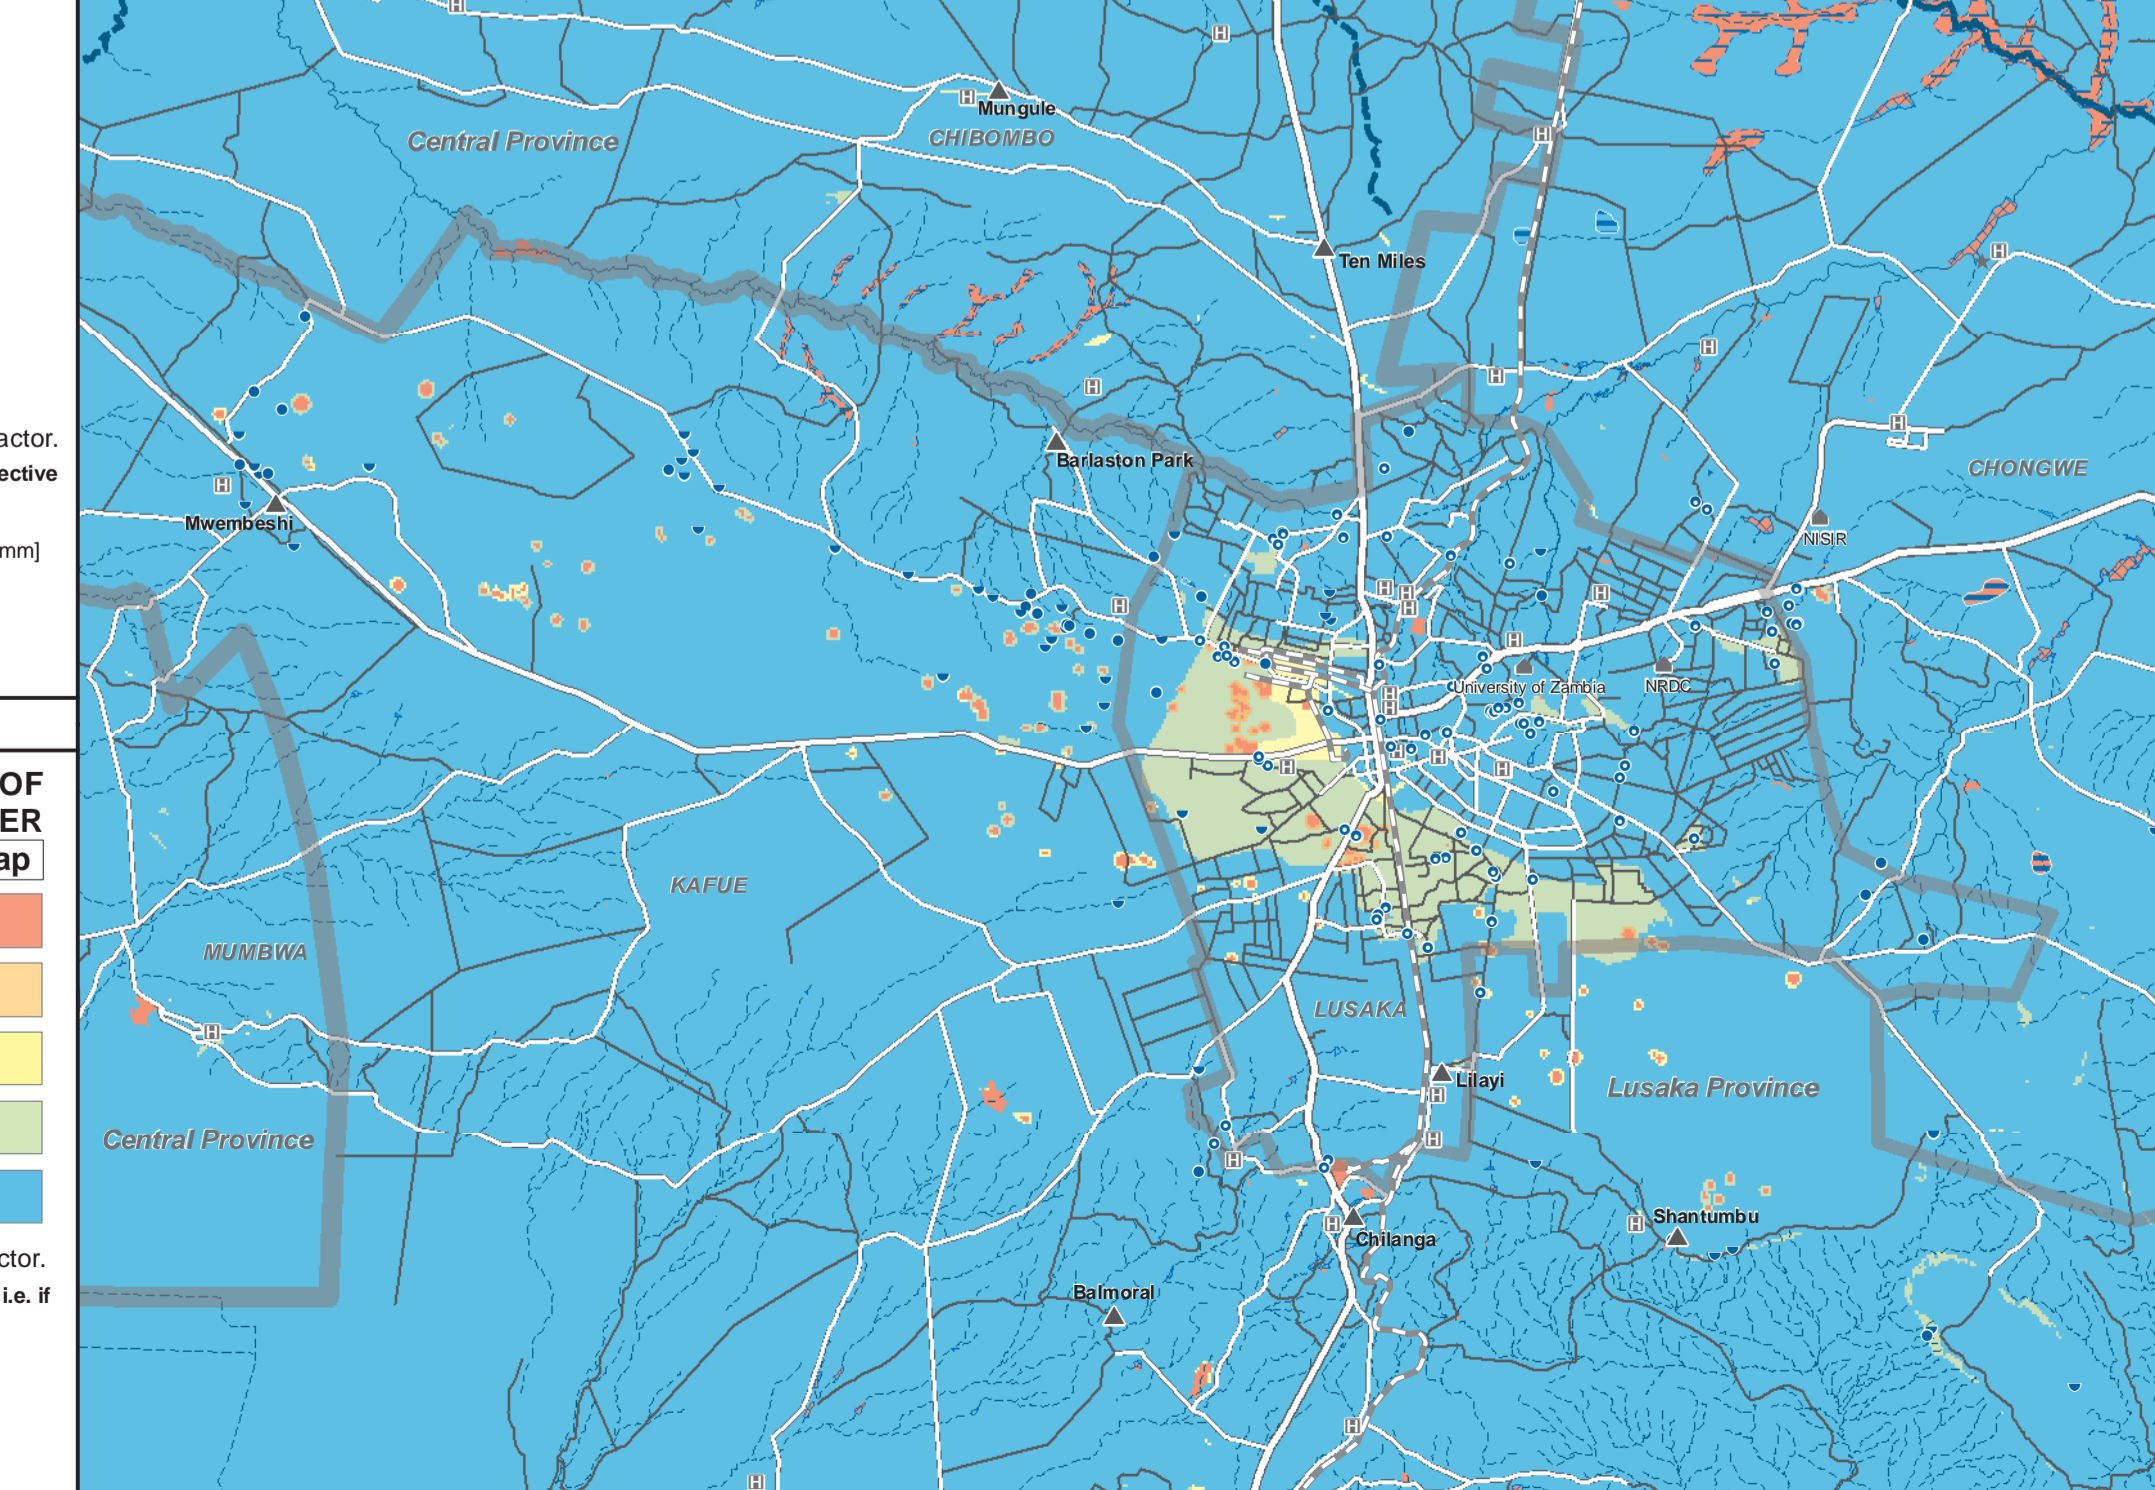 actor.
ective
mm]
OF
ER
ap
ctor.
i.e. if
H
H
Mungule
Central Province
CHIBOMBO
H
H
Ten Miles
H
H
H
H
Barlaston Park
H
CHONGWE
H
Mwembeshi
NISIR
H
H
H
H
H
H
University of Zambia
NRDC
H
H
H
H
H
H
KAFUE
MUMBWA
LUSAKA
H
Lilayi
Lusaka Province
H
Central Province
H
H
Shantumbu
H
H
Chilanga
Balmoral
H
H